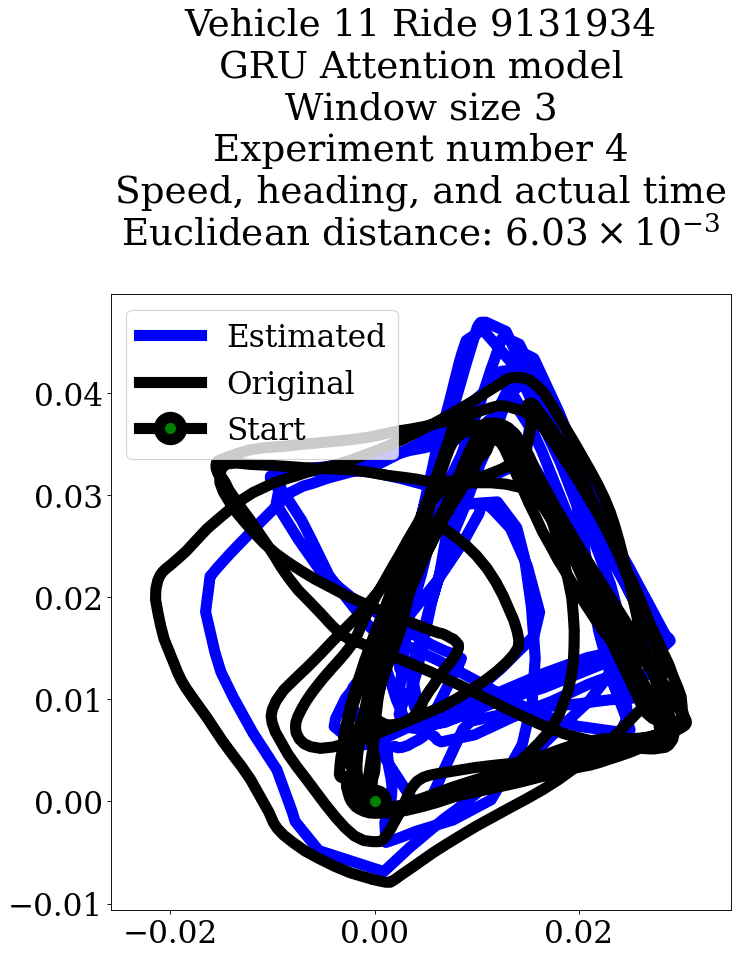 Vehicle 11 Ride 9131934
GRU Attention model
Window size 3
Experiment number 4
Speed, heading, and actual time
Euclidean distance: 6.03 × 10⁻³
Estimated
Original
Start
0.04
0.03
0.02
0.01
0.00
−0.01
−0.02 0.00 0.02